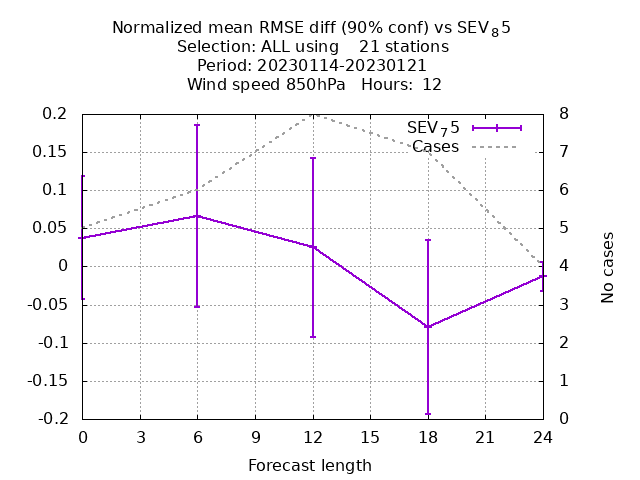 Normalized mean RMSE diff (90% conf) vs SEV₈5
Selection: ALL using    21 stations
Period: 20230114-20230121
Wind speed 850hPa   Hours:  12
SEV₇5
Cases
0.2
0.15
0.1
0.05
0
-0.05
-0.1
-0.15
-0.2
8
7
6
5
4
3
2
1
0
No cases
0 3 6 9 12 15 18 21 24
Forecast length